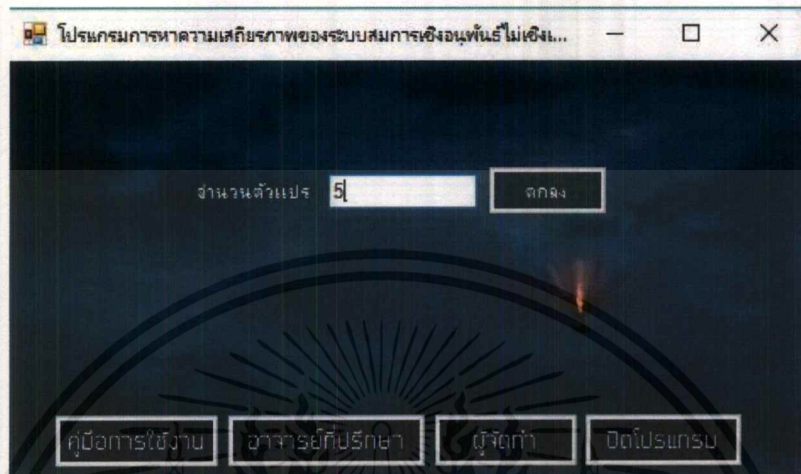 โปรแกรมการหาความเสถียรภาพของระบบสมการเชิงอนุพันธ์ไม่เชิงเ...
จำนวนตัวแปร 5 ตกลง
คู่มือการใช้งาน อาจารย์ที่ปรึกษา ผู้จัดทำ ปิดโปรแกรม